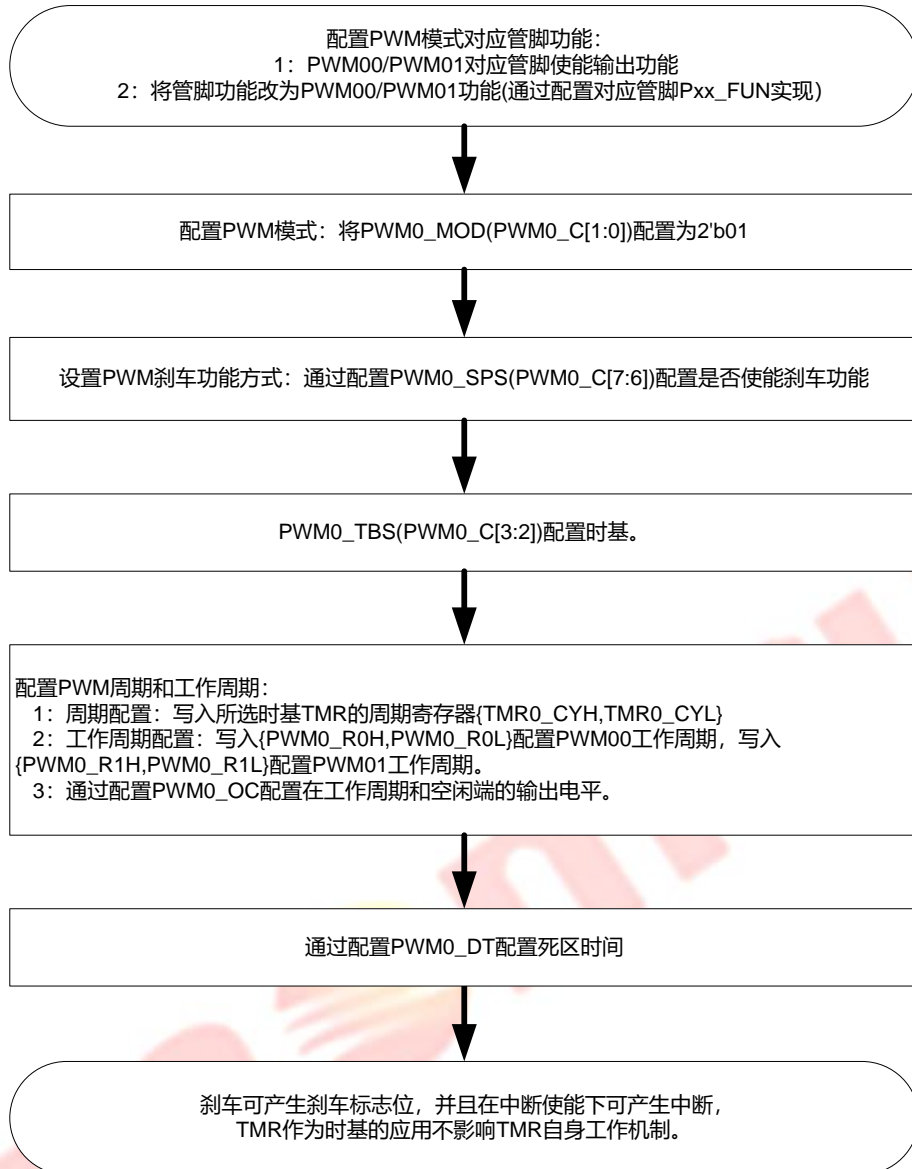 配置PWM模式对应管脚功能：
1：PWM00/PWM01对应管脚使能输出功能
2：将管脚功能改为PWM00/PWM01功能(通过配置对应管脚Pxx_FUN实现）
配置PWM模式：将PWM0_MOD(PWM0_C[1:0])配置为2'b01
设置PWM刹车功能方式：通过配置PWM0_SPS(PWM0_C[7:6])配置是否使能刹车功能
PWM0_TBS(PWM0_C[3:2])配置时基。
配置PWM周期和工作周期：
1：周期配置：写入所选时基TMR的周期寄存器{TMR0_CYH,TMR0_CYL}
2：工作周期配置：写入{PWM0_R0H,PWM0_R0L}配置PWM00工作周期，写入
{PWM0_R1H,PWM0_R1L}配置PWM01工作周期。
3：通过配置PWM0_OC配置在工作周期和空闲端的输出电平。
通过配置PWM0_DT配置死区时间
刹车可产生刹车标志位，并且在中断使能下可产生中断，
TMR作为时基的应用不影响TMR自身工作机制。